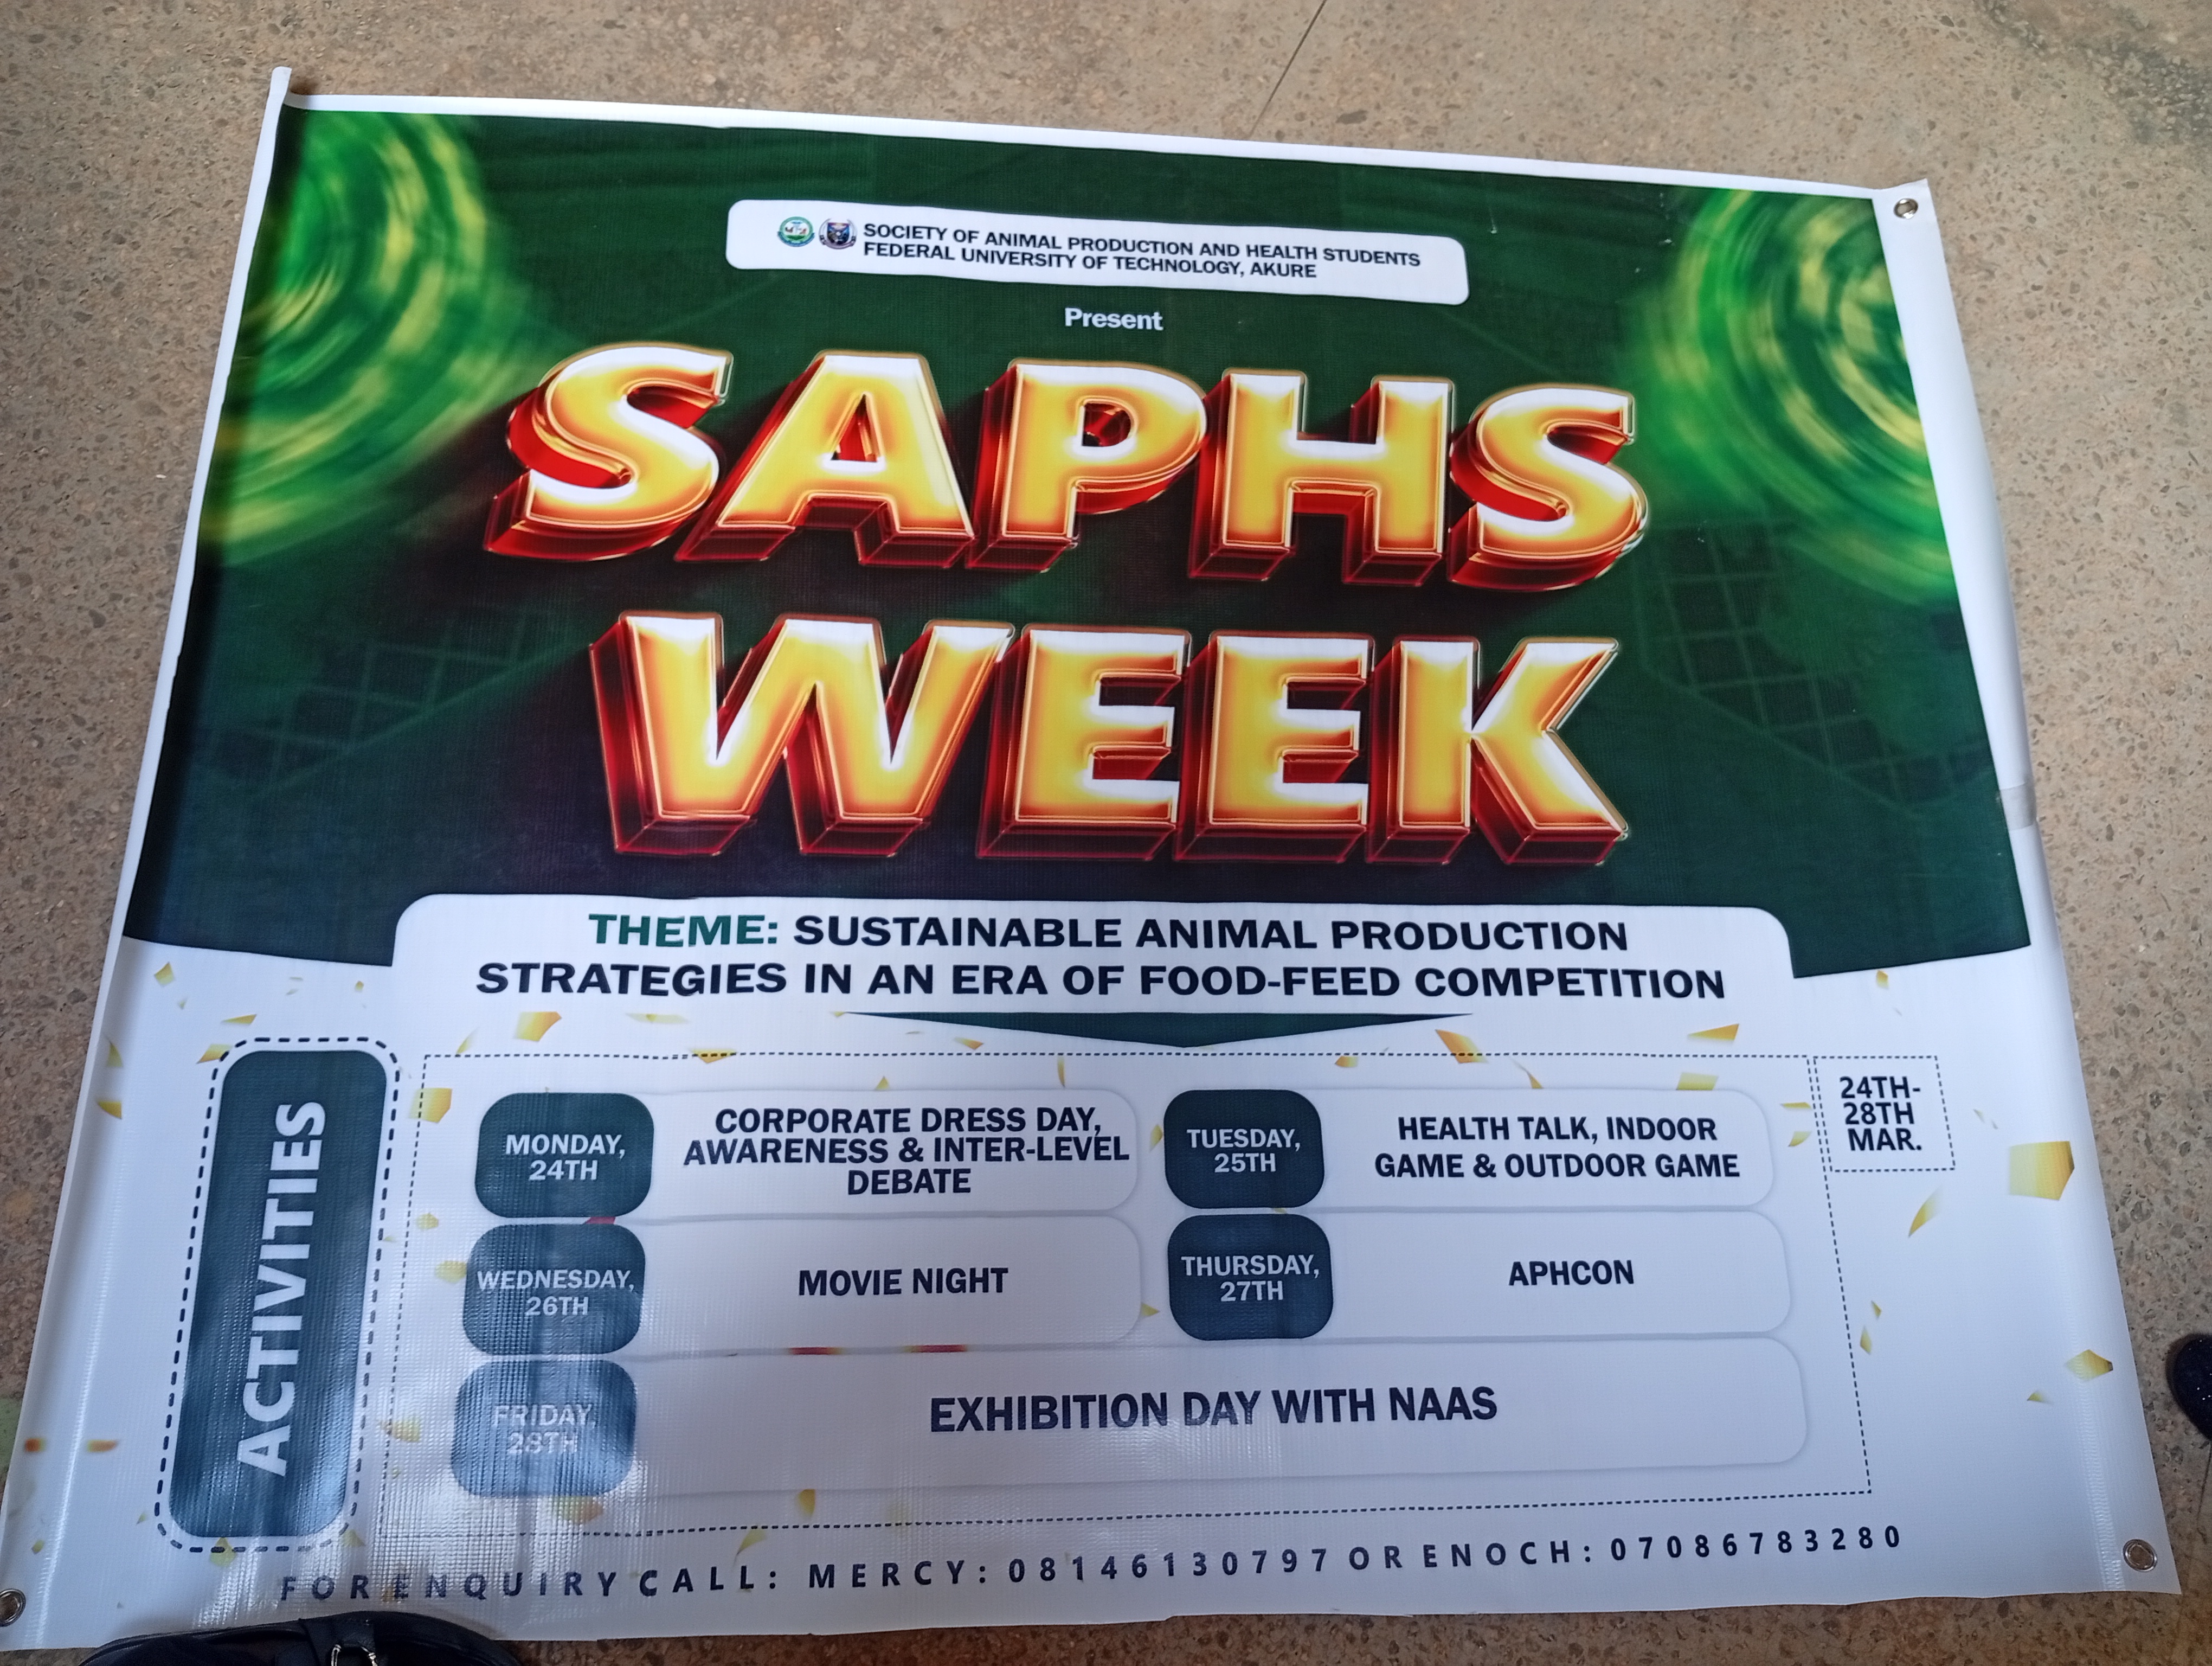 SOCIETY OF ANIMAL PRODUCTION AND HEALTH STUDENTS
FEDERAL UNIVERSITY OF TECHNOLOGY, AKURE
Present
SAPHS
WEEK
THEME: SUSTAINABLE ANIMAL PRODUCTION
STRATEGIES IN AN ERA OF FOOD-FEED COMPETITION
ACTIVITIES
24TH-
28TH
MAR.
MONDAY,
24TH
CORPORATE DRESS DAY,
AWARENESS & INTER-LEVEL
DEBATE
TUESDAY,
25TH
HEALTH TALK, INDOOR
GAME & OUTDOOR GAME
WEDNESDAY,
26TH
MOVIE NIGHT
THURSDAY,
27TH
APHCON
FRIDAY,
28TH
EXHIBITION DAY WITH NAAS
FOR ENQUIRY CALL: MERCY: 08146130797 OR ENOCH: 07086783280